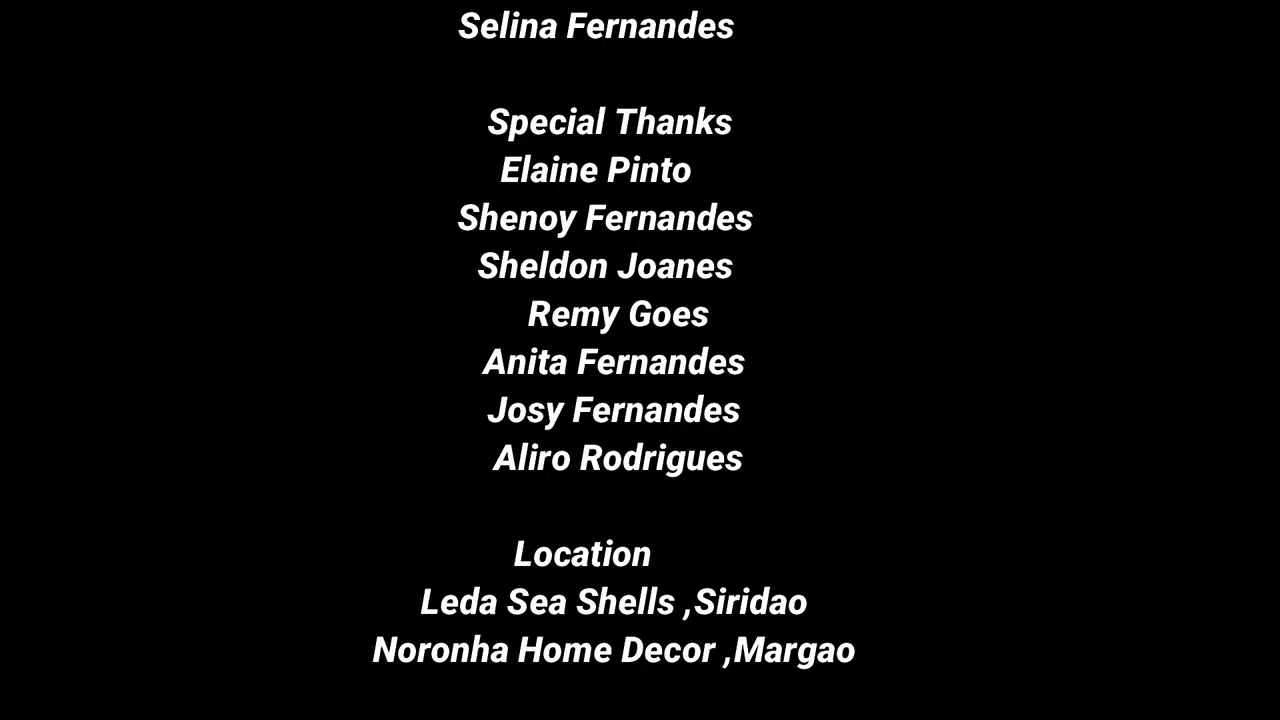 Selina Fernandes
Special Thanks
Elaine Pinto
Shenoy Fernandes
Sheldon Joanes
Remy Goes
Anita Fernandes
Josy Fernandes
Aliro Rodrigues
Location
Leda Sea Shells ,Siridao
Noronha Home Decor ,Margao